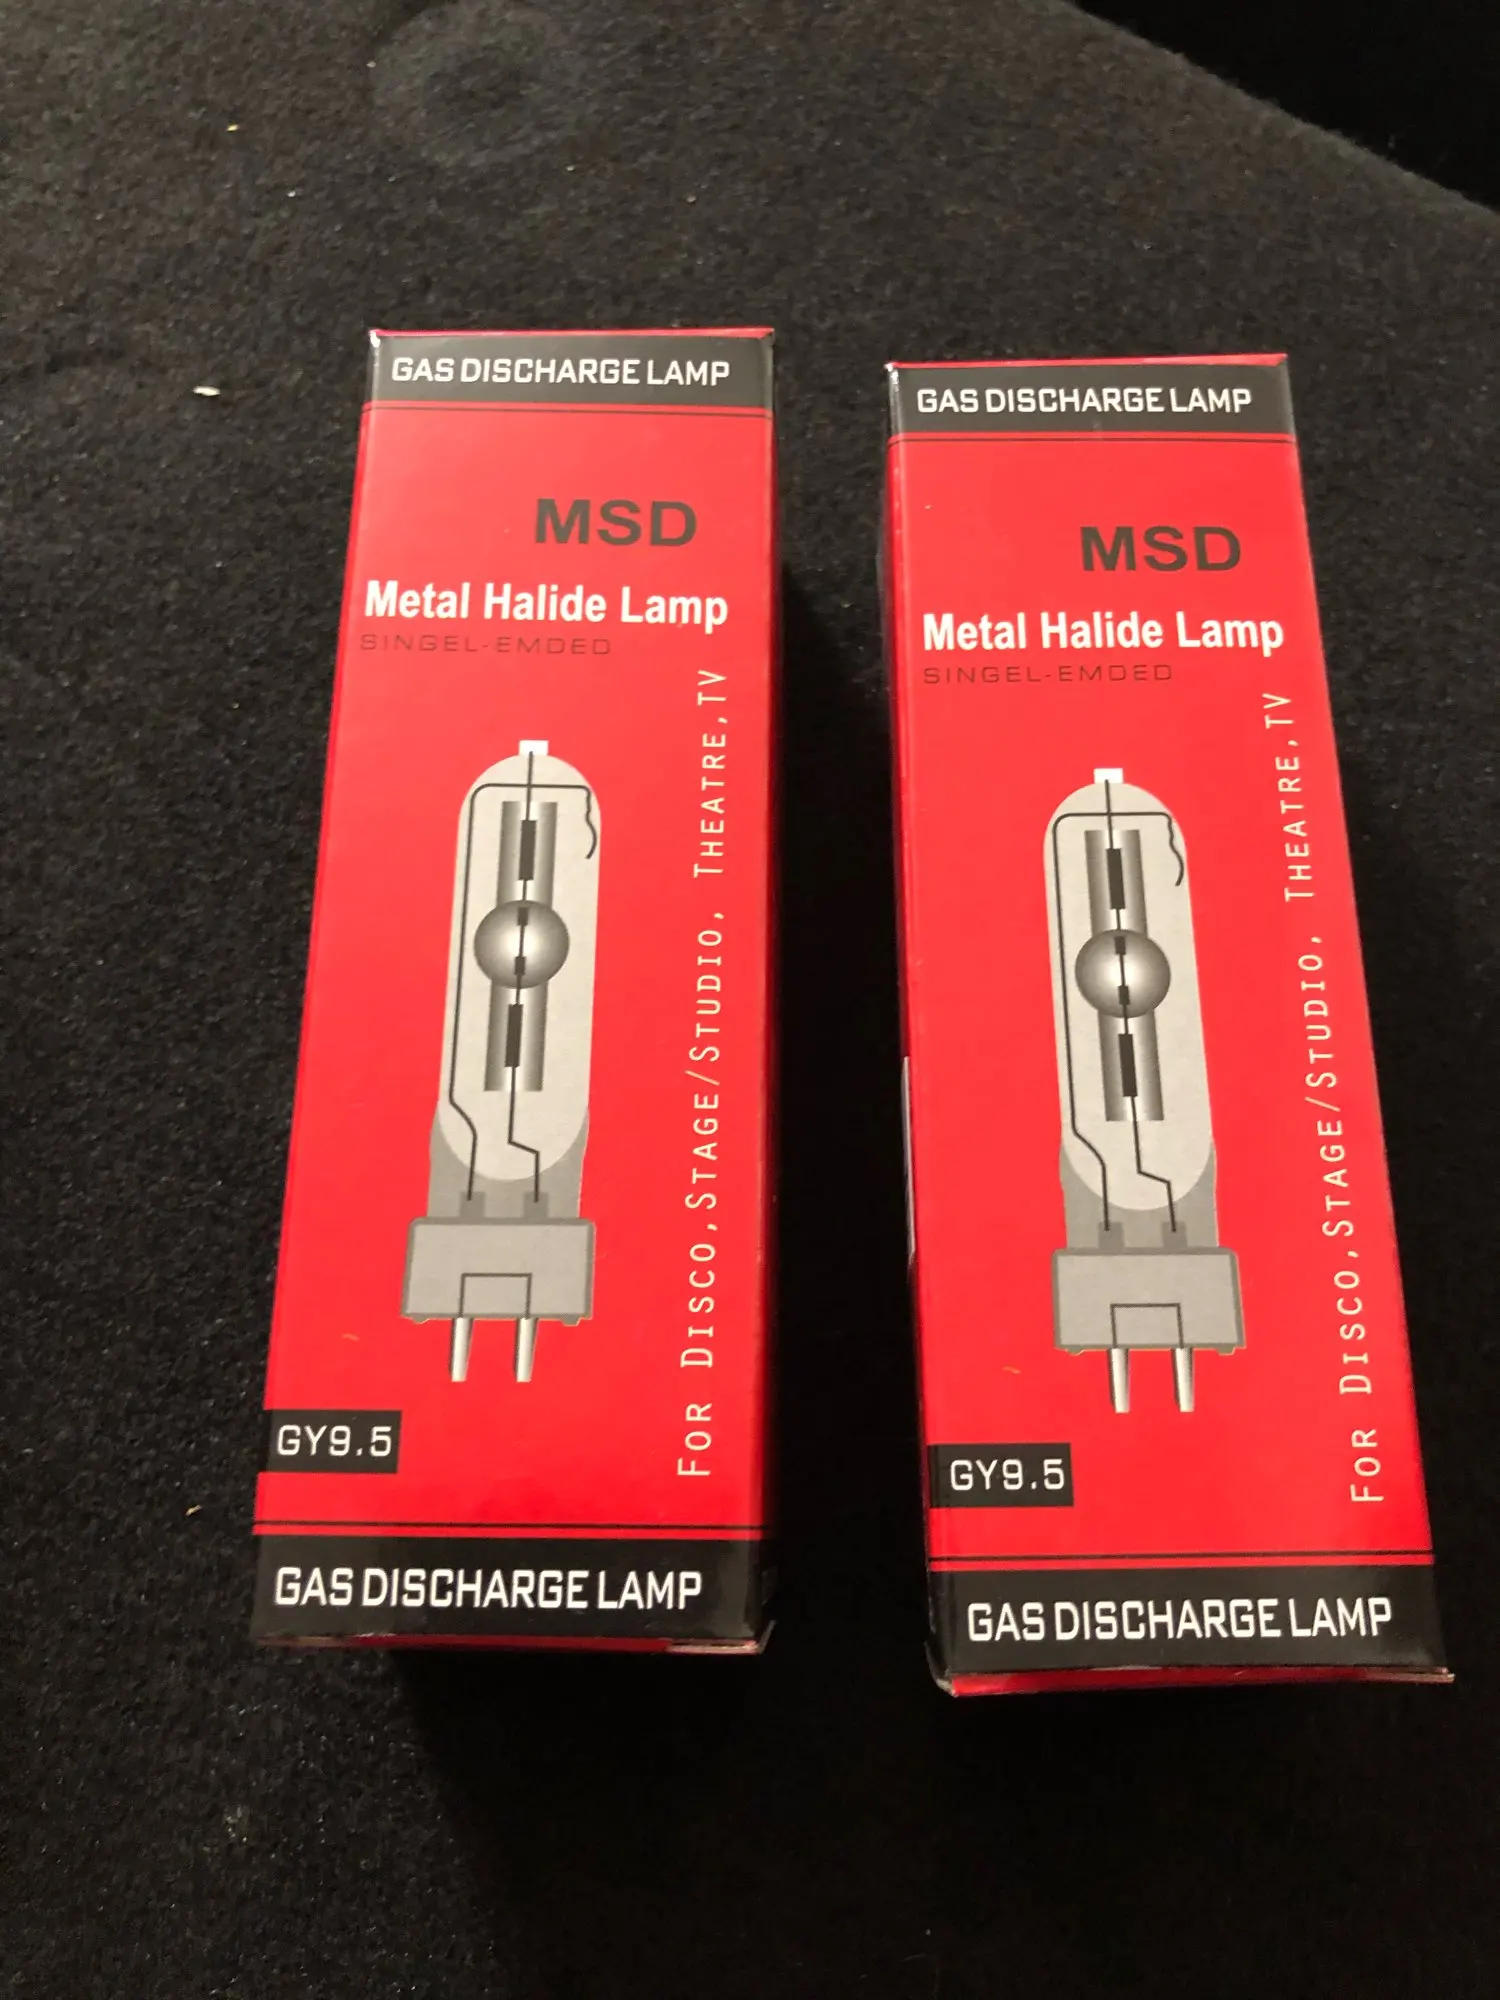 GAS DISCHARGE LAMP
MSD
Metal Halide Lamp
SINGEL-EMDED
FOR DISCO,STAGE/STUDIO, THEATRE,TV
GY9.5
GAS DISCHARGE LAMP
GAS DISCHARGE LAMP
MSD
Metal Halide Lamp
SINGEL-EMDED
FOR DISCO,STAGE/STUDIO, THEATRE,TV
GY9.5
GAS DISCHARGE LAMP